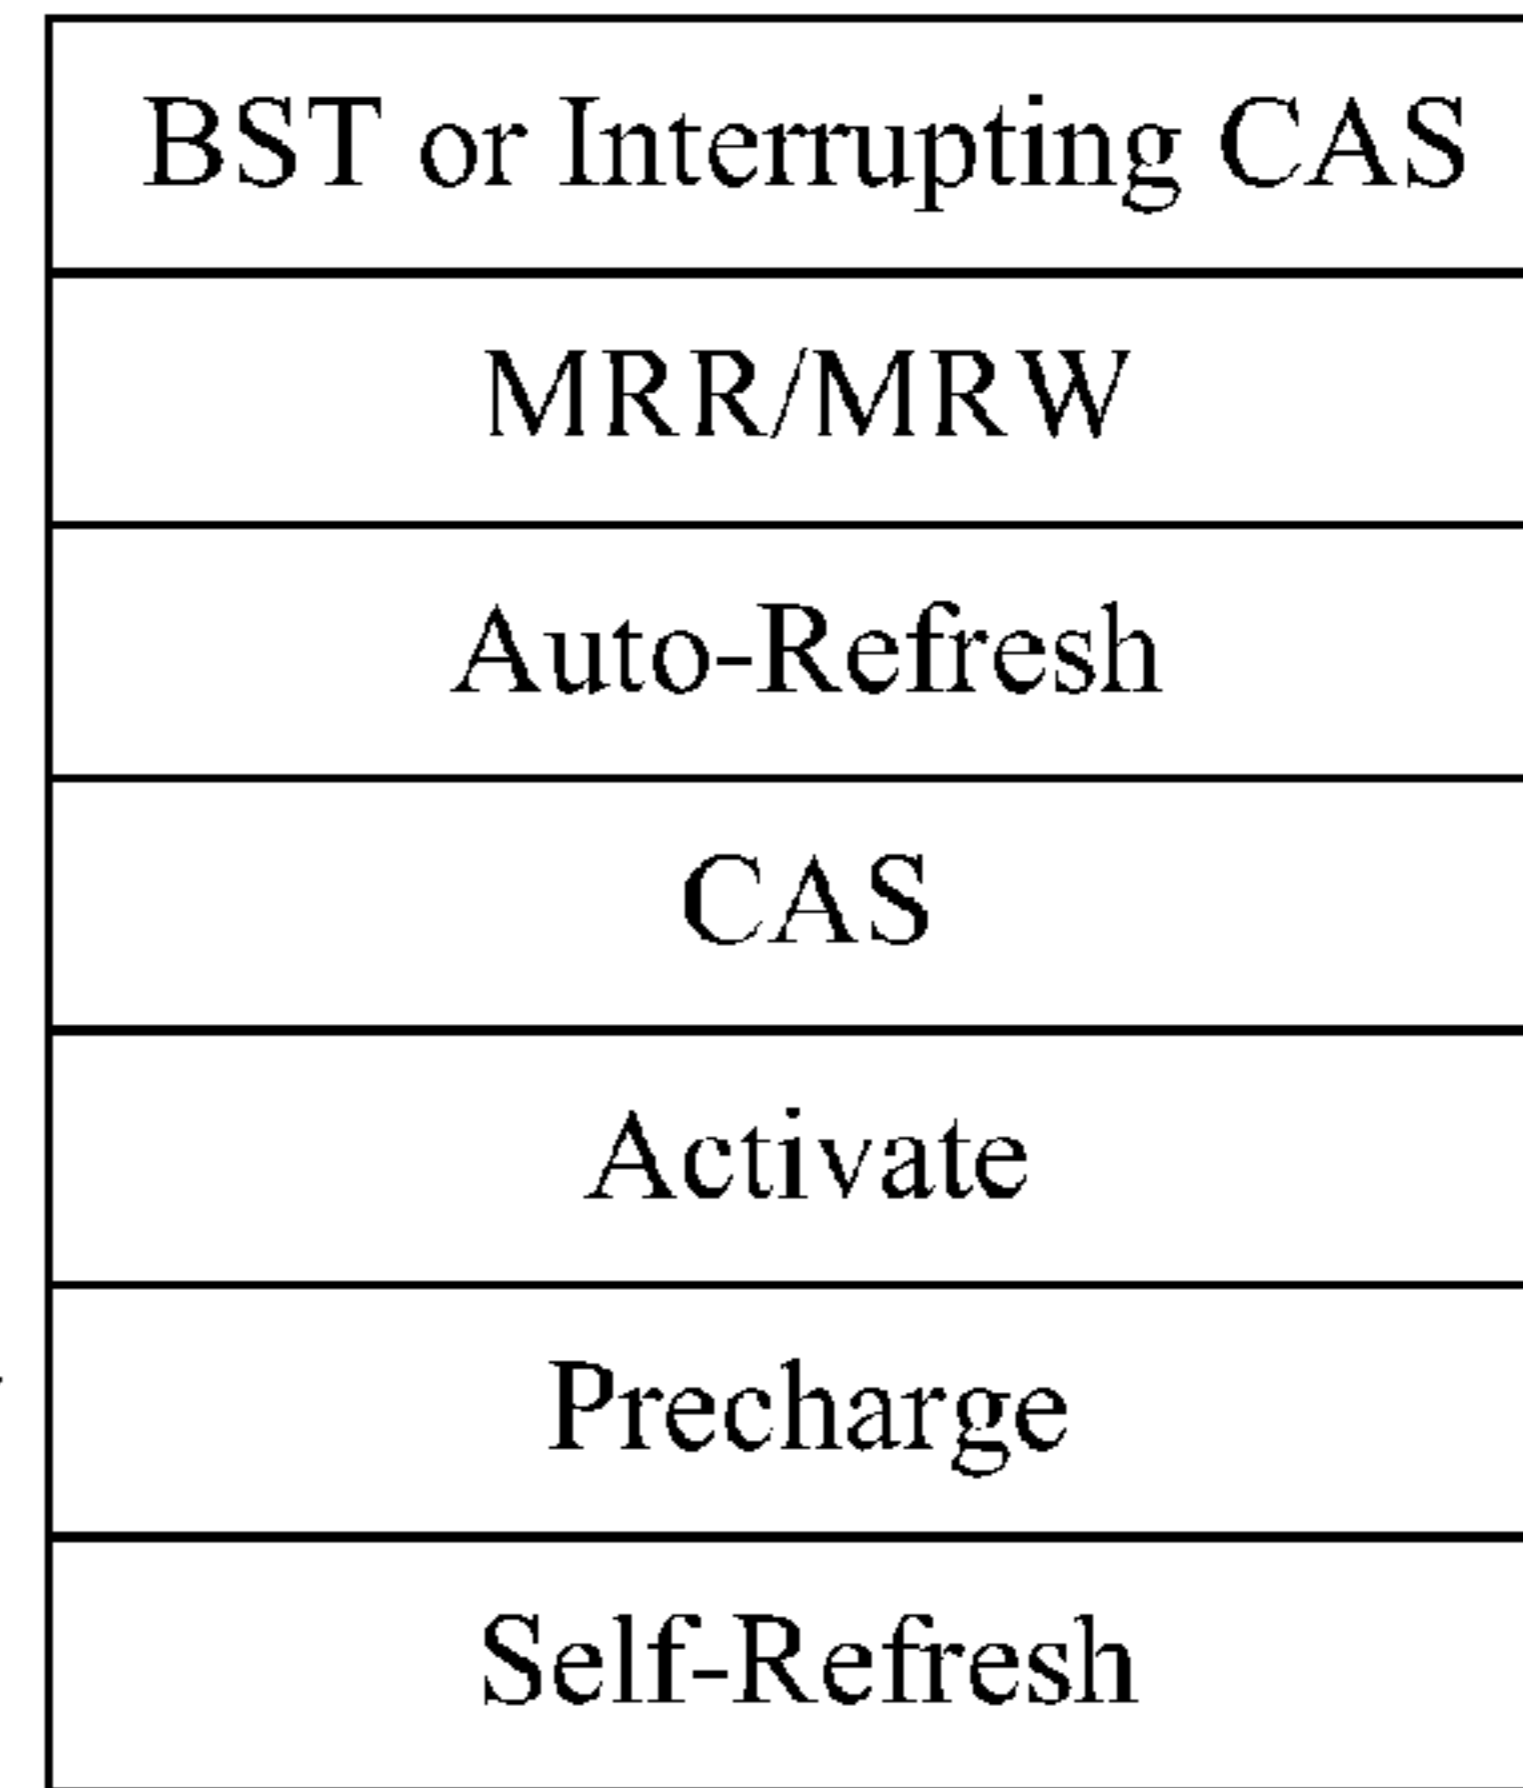 BST or Interrupting CAS
MRR/MRW
Auto-Refresh
CAS
Activate
Precharge
Self-Refresh